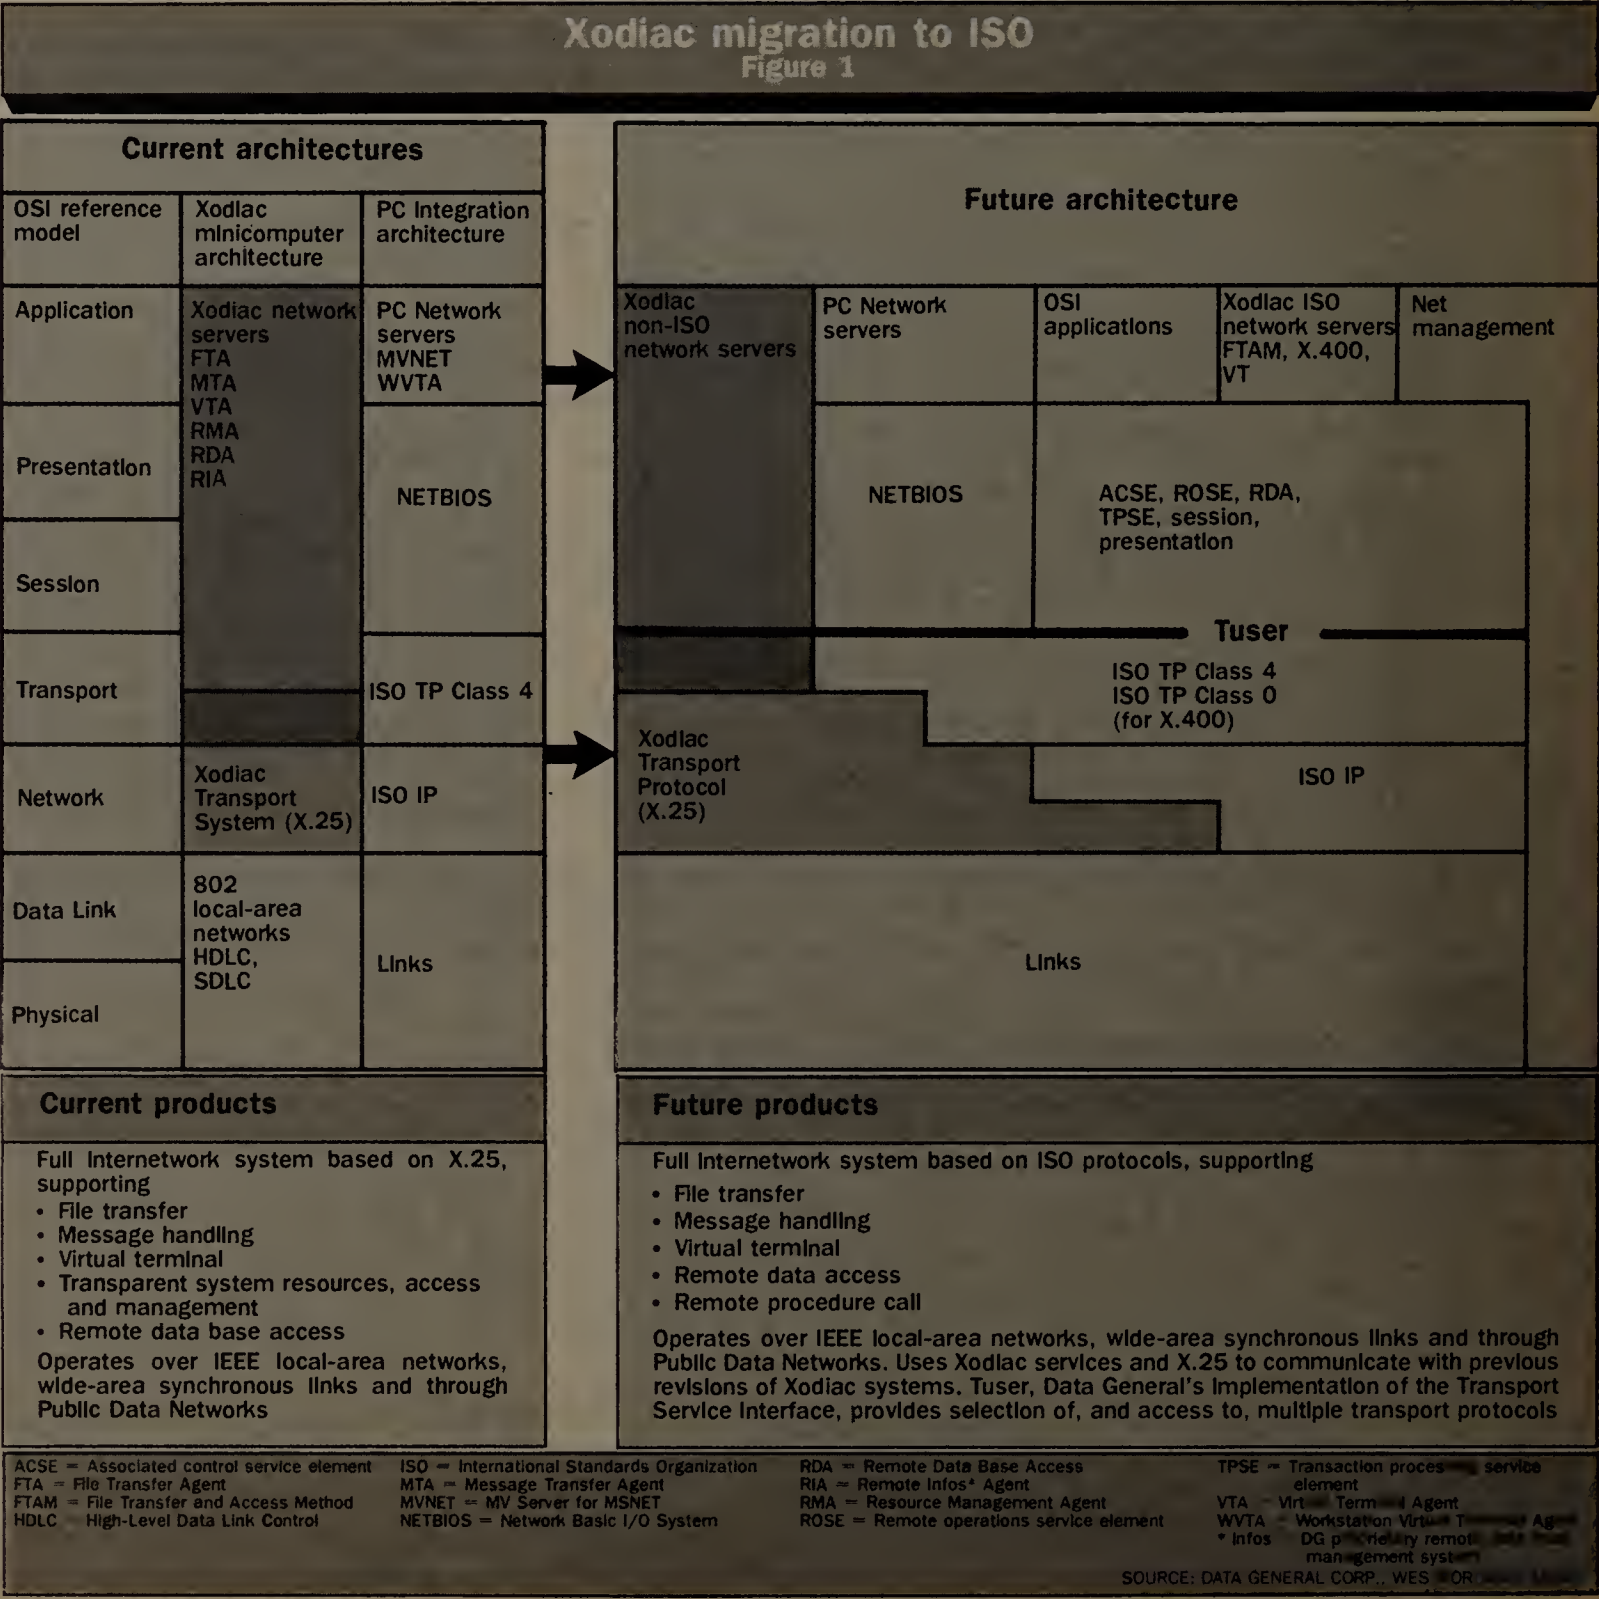 Xodiac migration to ISO
Figure 1
Current architectures
OSI reference
model
Xodiac
minicomputer
architecture
PC Integration
architecture
Application
Xodiac network
servers
FTA
MTA
VTA
RMA
RDA
RIA
PC Network
servers
MVNET
WVTA
Presentation
NETBIOS
Session
Transport
ISO TP Class 4
Network
Xodiac
Transport
System (X.25)
ISO IP
Data Link
802
local-area
networks
HDLC,
SDLC
Links
Physical
Future architecture
Xodiac
non-ISO
network servers
PC Network
servers
OSI
applications
Xodiac ISO
network servers
FTAM, X.400,
VT
Net
management
NETBIOS
ACSE, ROSE, RDA,
TPSE, session,
presentation
Tuser
ISO TP Class 4
ISO TP Class 0
(for X.400)
Xodiac
Transport
Protocol
(X.25)
ISO IP
Links
Current products
Full internetwork system based on X.25,
supporting
• File transfer
• Message handling
• Virtual terminal
• Transparent system resources, access
and management
• Remote data base access
Operates over IEEE local-area networks,
wide-area synchronous links and through
Public Data Networks
Future products
Full internetwork system based on ISO protocols, supporting
• File transfer
• Message handling
• Virtual terminal
• Remote data access
• Remote procedure call
Operates over IEEE local-area networks, wide-area synchronous links and through
Public Data Networks. Uses Xodiac services and X.25 to communicate with previous
revisions of Xodiac systems. Tuser, Data General's implementation of the Transport
Service Interface, provides selection of, and access to, multiple transport protocols
ACSE = Associated control service element
FTA = File Transfer Agent
FTAM = File Transfer and Access Method
HDLC = High-Level Data Link Control
ISO = International Standards Organization
MTA = Message Transfer Agent
MVNET = MV Server for MSNET
NETBIOS = Network Basic I/O System
RDA = Remote Data Base Access
RIA = Remote Infos* Agent
RMA = Resource Management Agent
ROSE = Remote operations service element
TPSE = Transaction service
element
VTA Agent
WVTA Workstation
* Infos DG
SOURCE: DATA GENERAL CORP.,